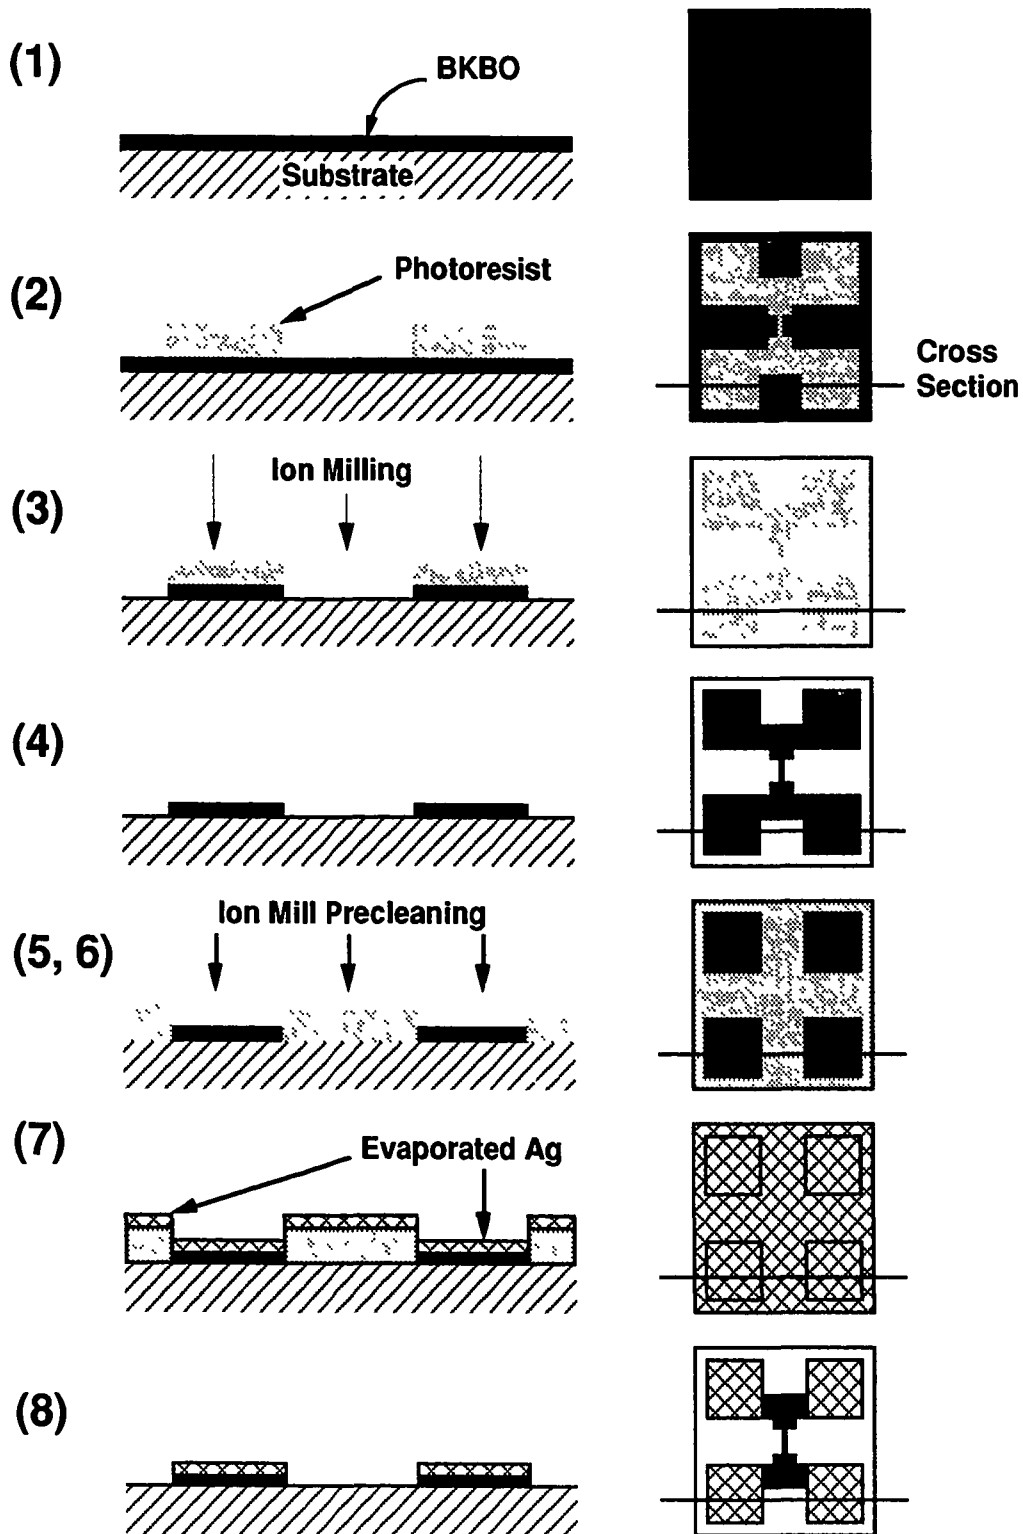 (1)
BKBO
Substrate
(2)
Photoresist
Cross
Section
(3)
Ion Milling
(4)
(5, 6)
Ion Mill Precleaning
(7)
Evaporated Ag
(8)